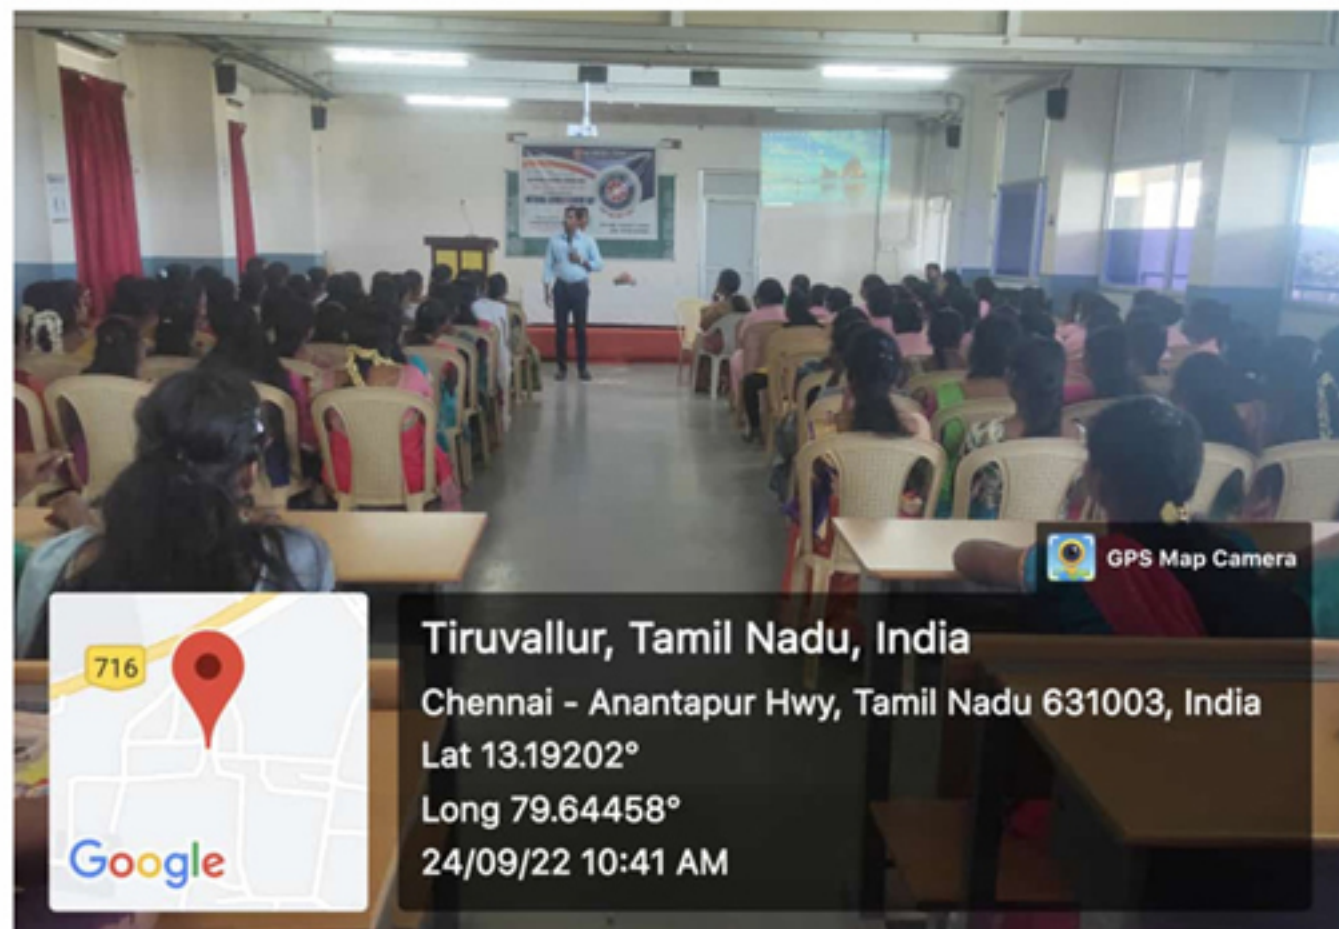 GPS Map Camera
716
Google
Tiruvallur, Tamil Nadu, India
Chennai - Anantapur Hwy, Tamil Nadu 631003, India
Lat 13.19202°
Long 79.64458°
24/09/22 10:41 AM